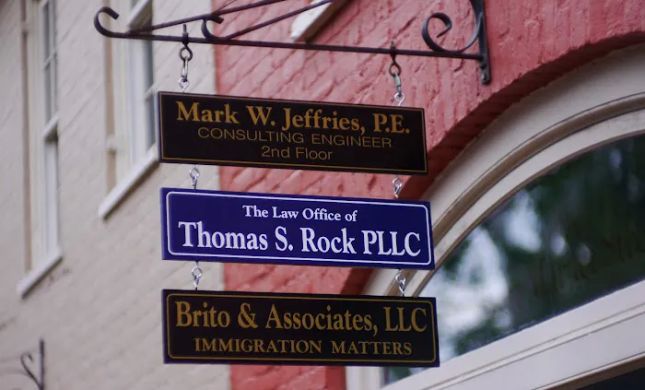 Mark W. Jeffries, P.E.
CONSULTING ENGINEER
2nd Floor
The Law Office of
Thomas S. Rock PLLC
Brito & Associates, LLC
IMMIGRATION MATTERS